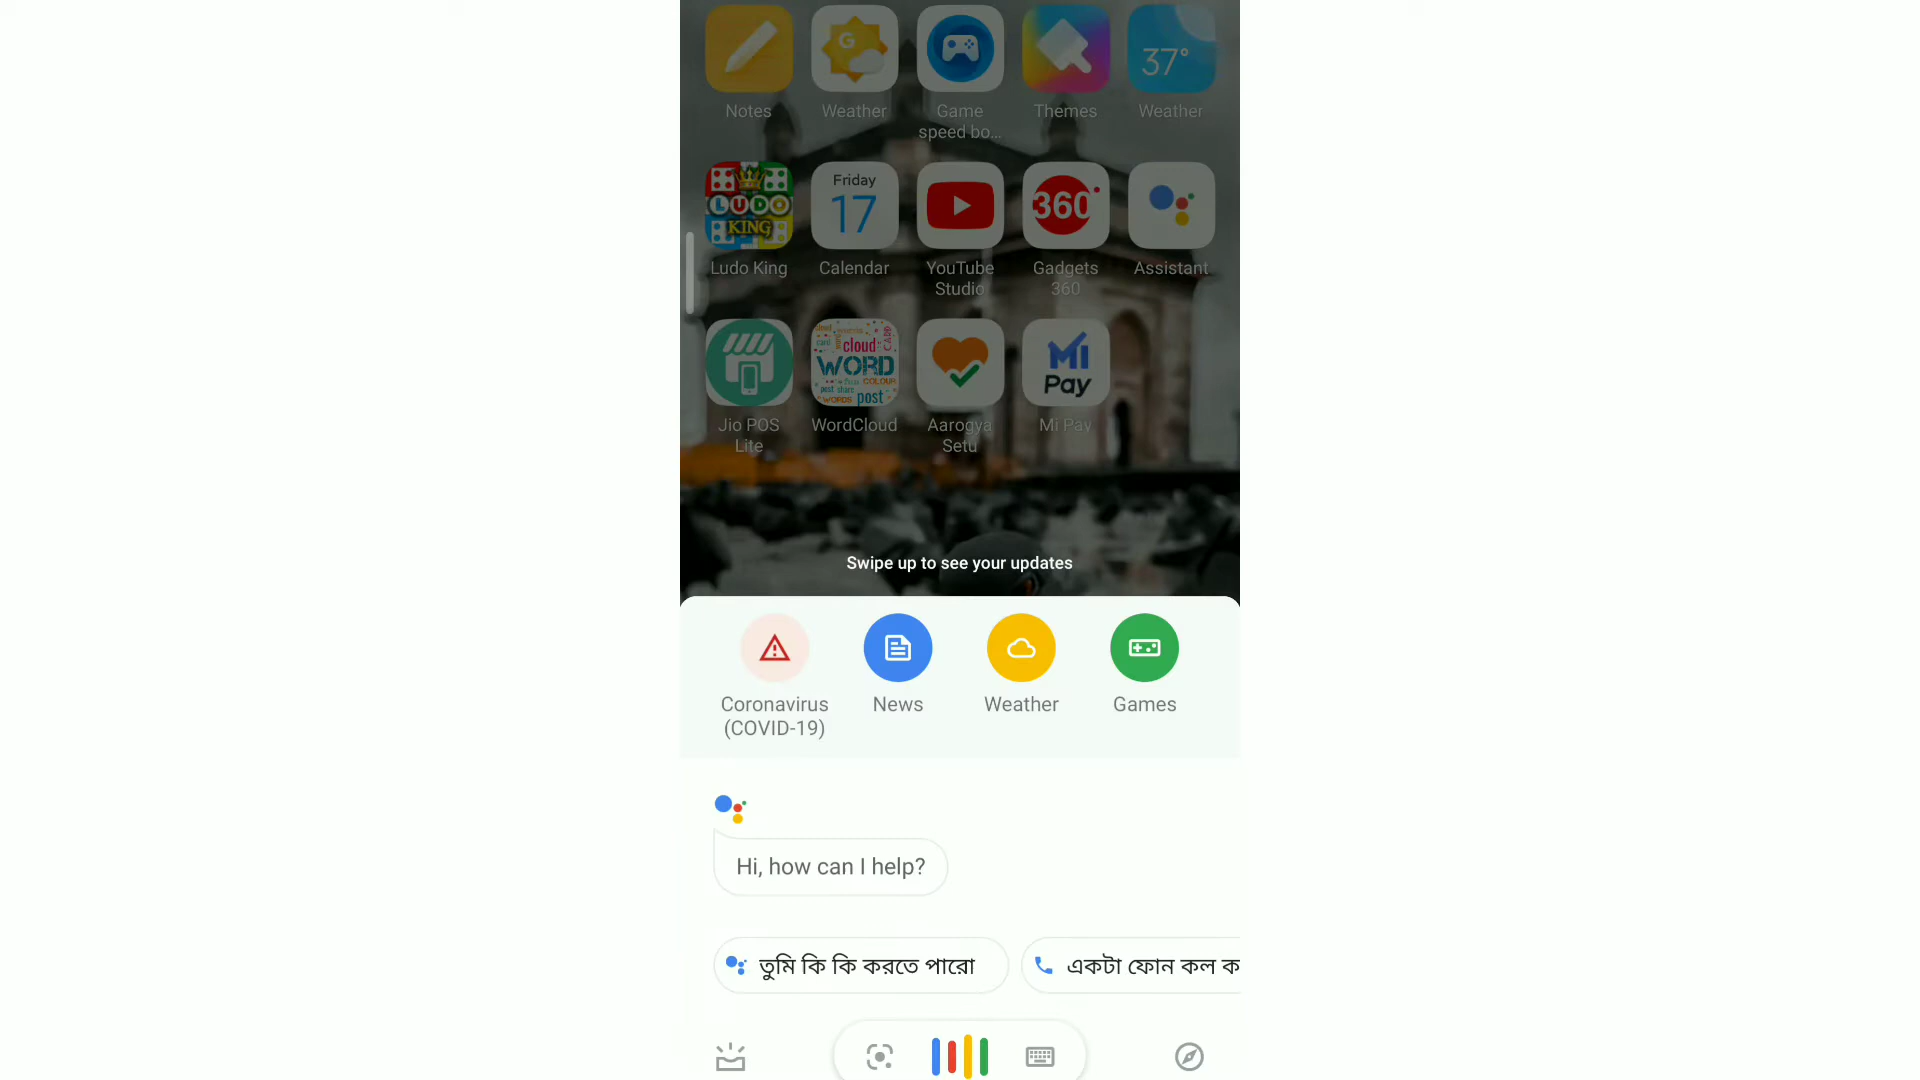 37°
Notes
Weather
Game
speed bo...
Themes
Weather
LUDO
KING
Friday
17
360
Ludo King
Calendar
YouTube
Studio
Gadgets
360
Assistant
cloud
WORD
post
Mi
Pay
Jio POS
Lite
WordCloud
Aarogya
Setu
Mi Pay
Swipe up to see your updates
Coronavirus
(COVID-19)
News
Weather
Games
Hi, how can I help?
তুমি কি কি করতে পারো
একটা ফোন কল ক